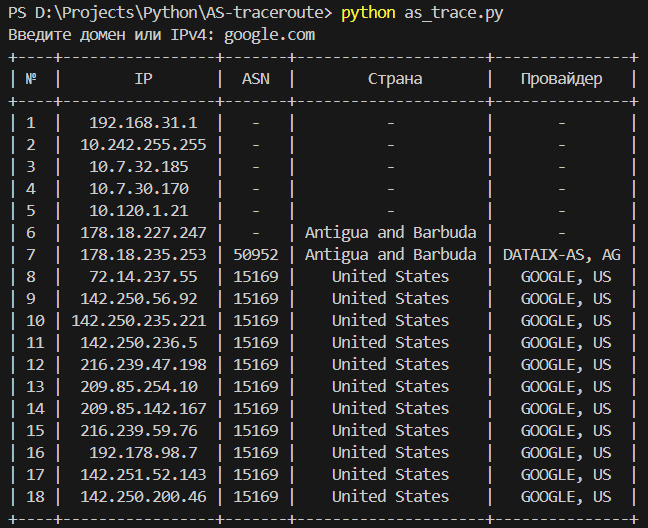 PS D:\Projects\Python\AS-traceroute> python as_trace.py
Введите домен или IPv4: google.com
+----+-----------------+-------+---------------------+---------------+
| № |       IP        |  ASN  |       Страна        |   Провайдер   |
+----+-----------------+-------+---------------------+---------------+
| 1  |   192.168.31.1  |   -   |          -          |       -       |
| 2  |  10.242.255.255 |   -   |          -          |       -       |
| 3  |   10.7.32.185   |   -   |          -          |       -       |
| 4  |   10.7.30.170   |   -   |          -          |       -       |
| 5  |   10.120.1.21   |   -   |          -          |       -       |
| 6  |  178.18.227.247 |   -   | Antigua and Barbuda |       -       |
| 7  |  178.18.235.253 | 50952 | Antigua and Barbuda | DATAIX-AS, AG |
| 8  |   72.14.237.55  | 15169 |    United States    |   GOOGLE, US  |
| 9  |  142.250.56.92  | 15169 |    United States    |   GOOGLE, US  |
| 10 | 142.250.235.221 | 15169 |    United States    |   GOOGLE, US  |
| 11 |  142.250.236.5  | 15169 |    United States    |   GOOGLE, US  |
| 12 |  216.239.47.198 | 15169 |    United States    |   GOOGLE, US  |
| 13 |  209.85.254.10  | 15169 |    United States    |   GOOGLE, US  |
| 14 |  209.85.142.167 | 15169 |    United States    |   GOOGLE, US  |
| 15 |  216.239.59.76  | 15169 |    United States    |   GOOGLE, US  |
| 16 |   192.178.98.7  | 15169 |    United States    |   GOOGLE, US  |
| 17 |  142.251.52.143 | 15169 |    United States    |   GOOGLE, US  |
| 18 |  142.250.200.46 | 15169 |    United States    |   GOOGLE, US  |
+----+-----------------+-------+---------------------+---------------+